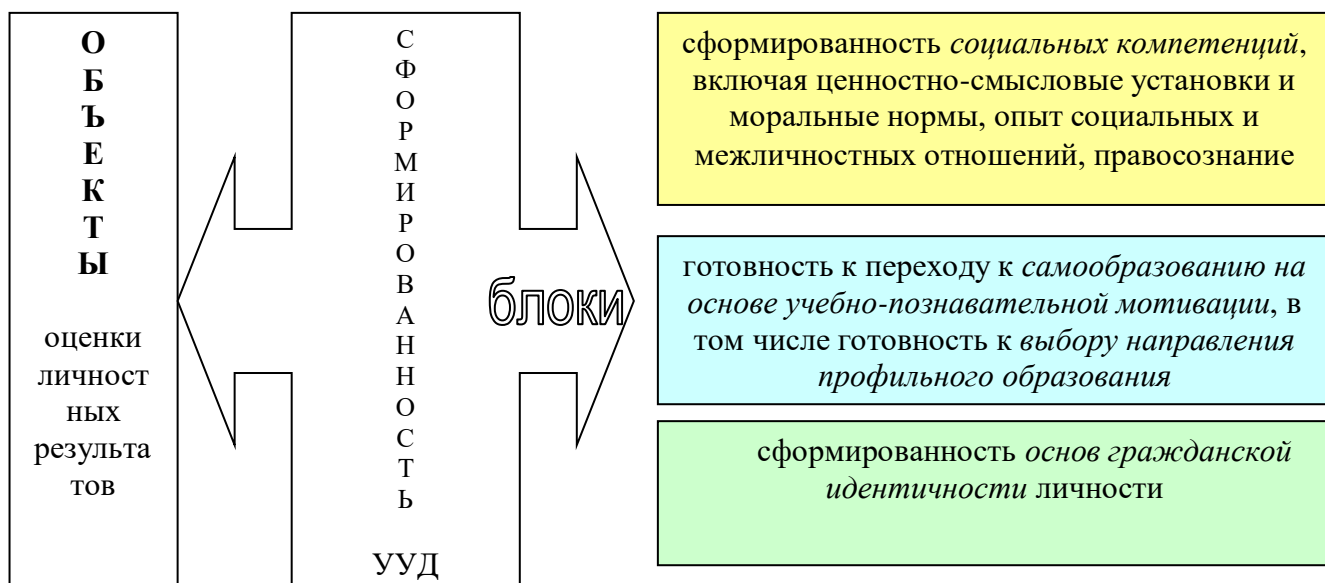 О
Б
Ъ
Е
К
Т
Ы
оценки
личност
ных
результа
тов
С
Ф
О
Р
М
И
Р
О
В
А
Н
Н
О
С
Т
Ь
УУД
блоки
сформированность социальных компетенций,
включая ценностно-смысловые установки и
моральные нормы, опыт социальных и
межличностных отношений, правосознание
готовность к переходу к самообразованию на
основе учебно-познавательной мотивации, в
том числе готовность к выбору направления
профильного образования
сформированность основ гражданской
идентичности личности